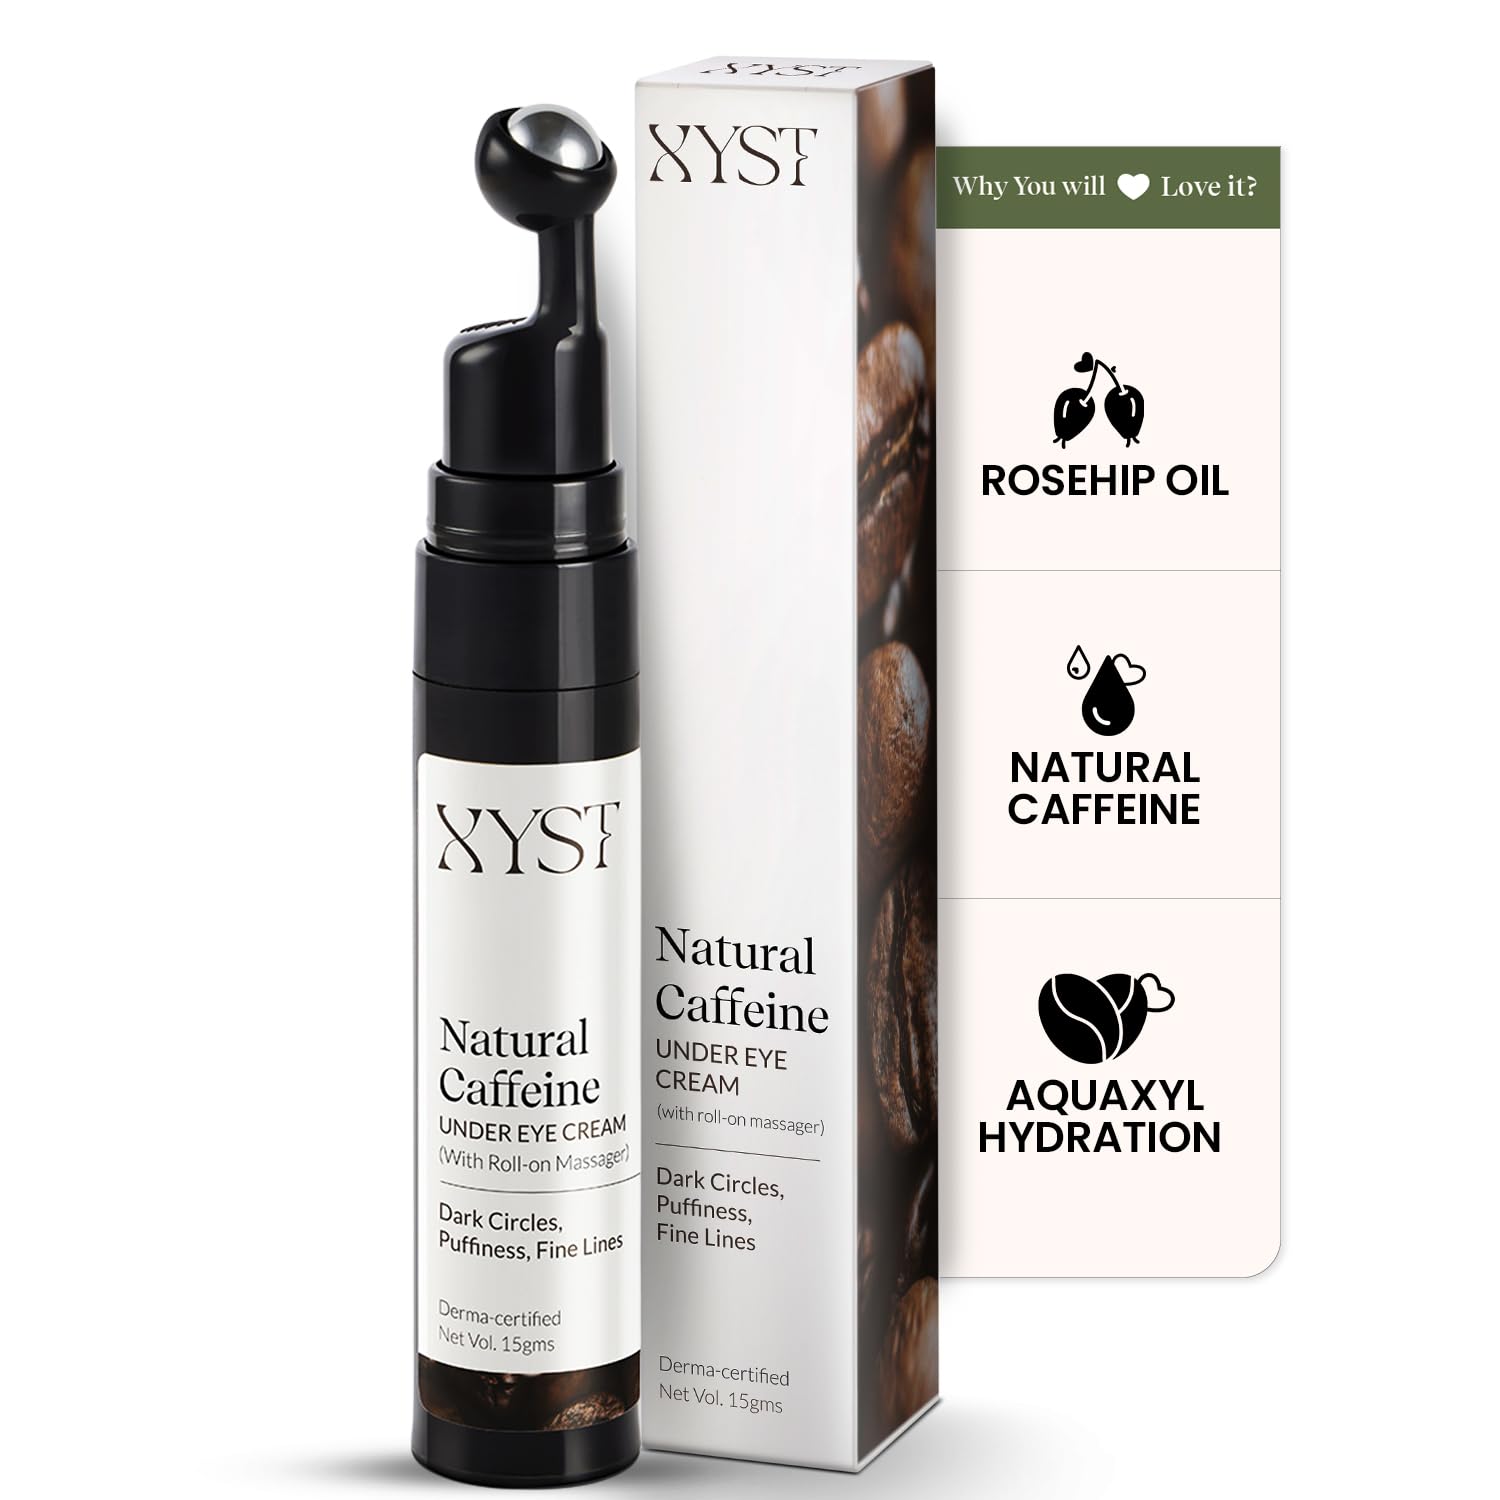 XYST
XYST
Why You will Love it?
ROSEHIP OIL
NATURAL
CAFFEINE
AQUAXYL
HYDRATION
Natural
Caffeine
UNDER EYE
CREAM
(with roll-on massager)
Dark Circles,
Puffiness,
Fine Lines
Derma-certified
Net Vol. 15gms
XYST
Natural
Caffeine
UNDER EYE CREAM
(With Roll-on Massager)
Dark Circles,
Puffiness, Fine Lines
Derma-certified
Net Vol. 15gms